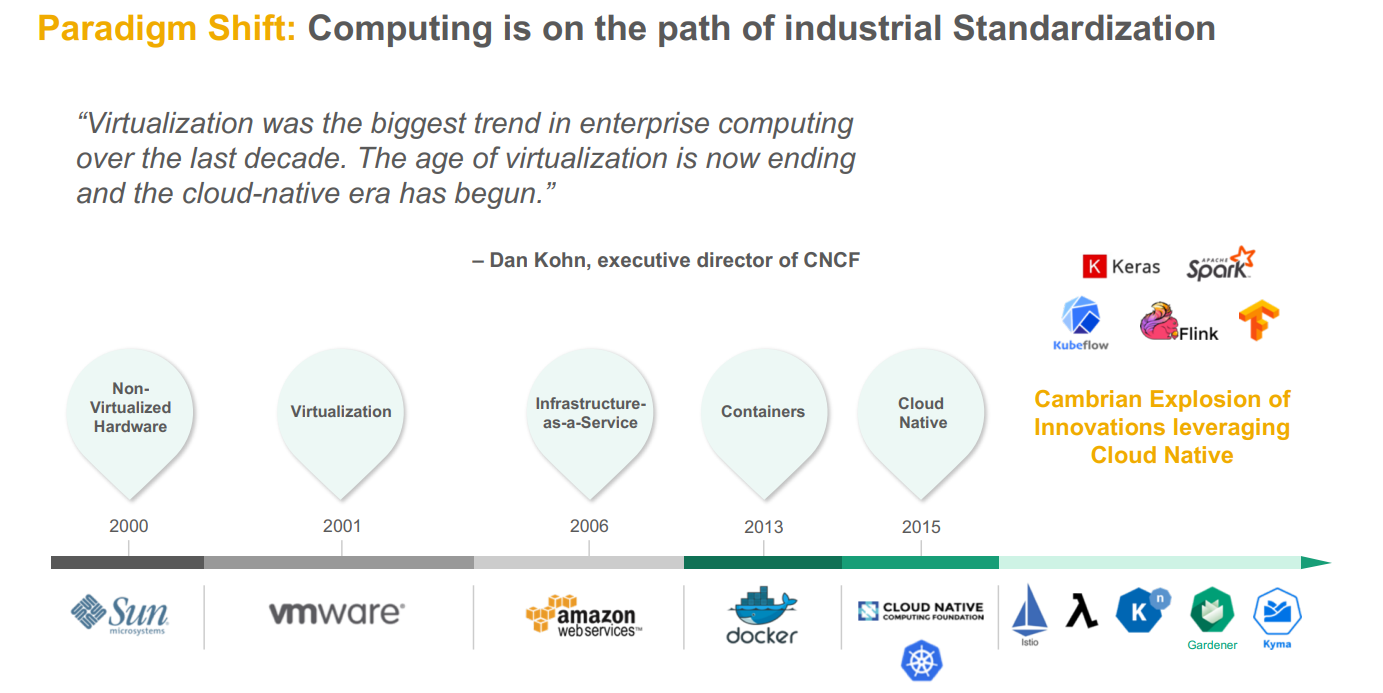 Paradigm Shift: Computing is on the path of industrial Standardization
“Virtualization was the biggest trend in enterprise computing
over the last decade. The age of virtualization is now ending
and the cloud-native era has begun.”
– Dan Kohn, executive director of CNCF
Keras
APACHE
Spark™
Kubeflow
Flink
Non-
Virtualized
Hardware
Virtualization
Infrastructure-
as-a-Service
Containers
Cloud
Native
Cambrian Explosion of
Innovations leveraging
Cloud Native
2000
2001
2006
2013
2015
Sun
microsystems
vmware®
amazon
web services™
docker
CLOUD NATIVE
COMPUTING FOUNDATION
Istio
λ
K
n
Gardener
Kyma